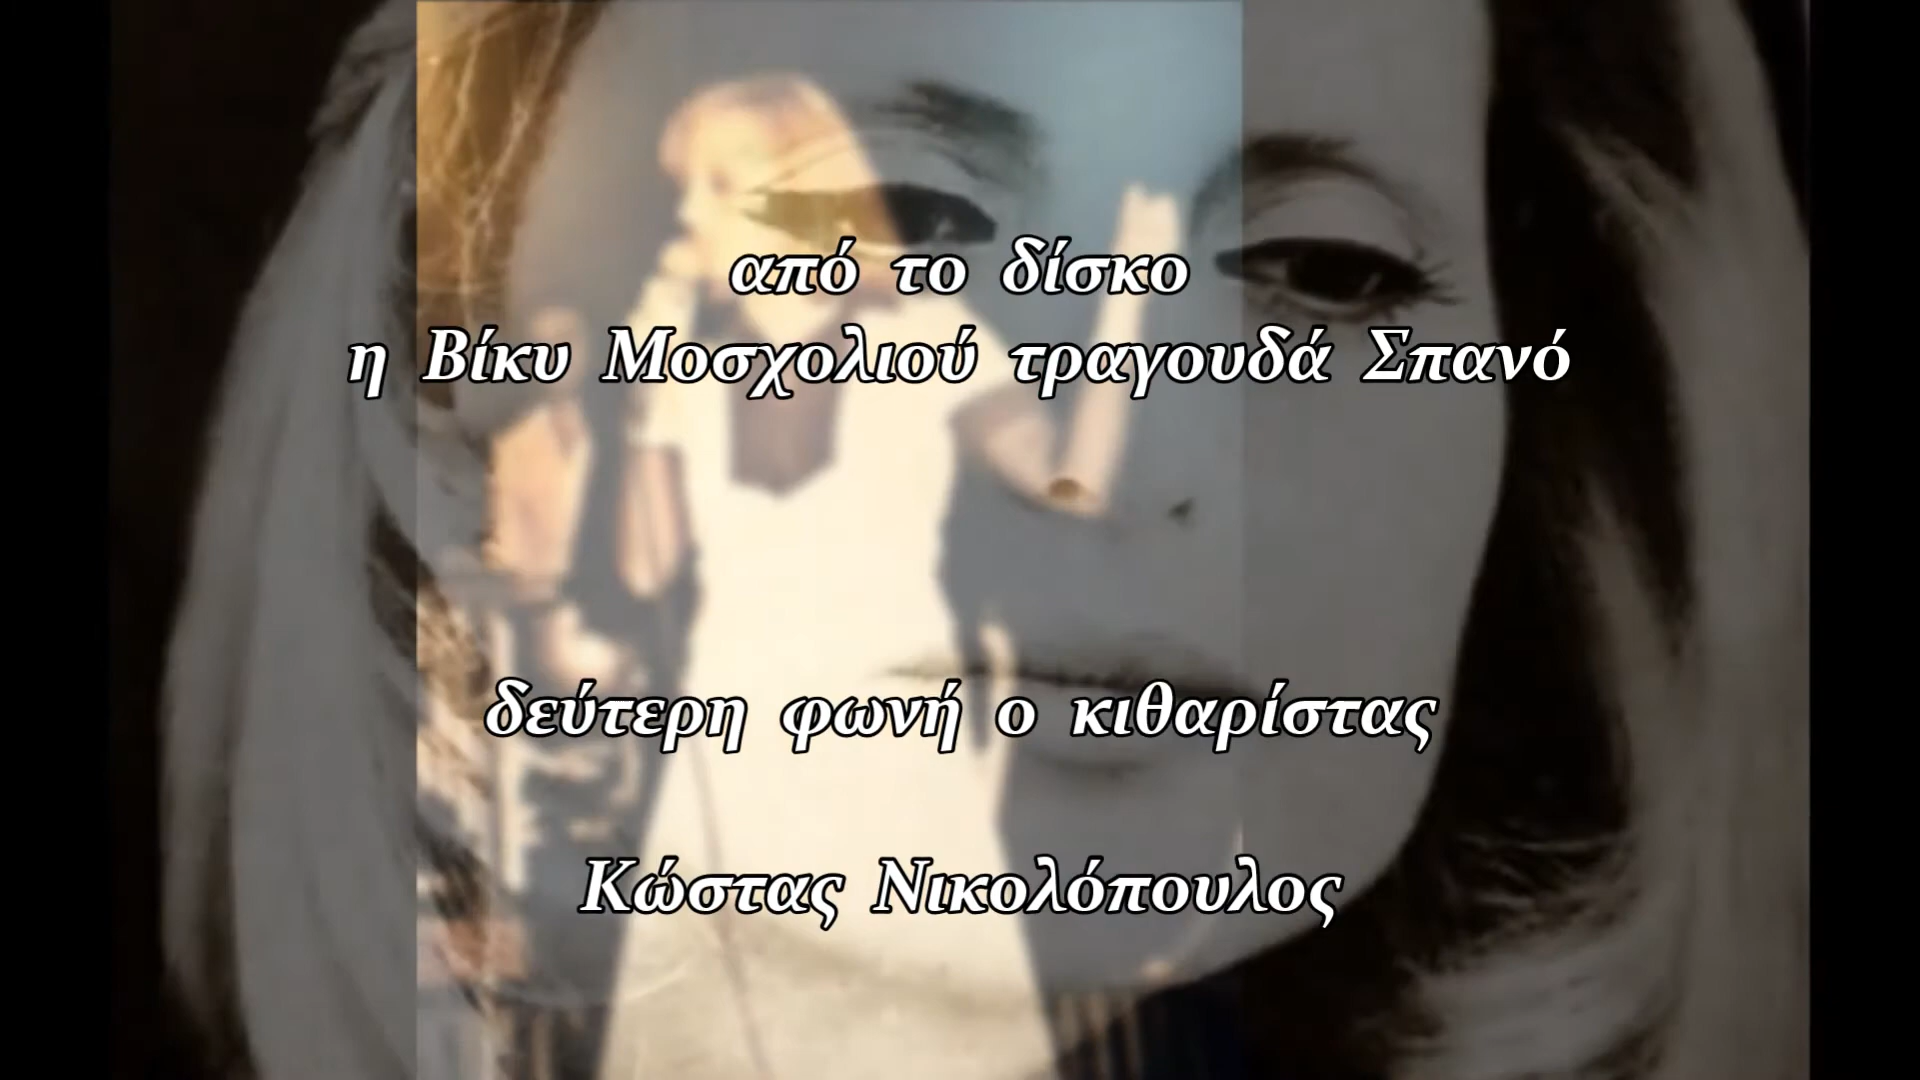 από το δίσκο
η Βίκυ Μοσχολιού τραγουδά Σπανό
δεύτερη φωνή ο κιθαρίστας
Κώστας Νικολόπουλος